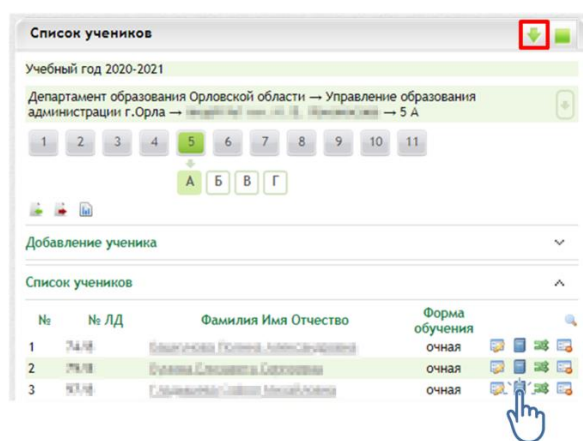 Список учеников
Учебный год 2020-2021
Департамент образования Орловской области → Управление образования
администрации г.Орла → → 5 А
1 2 3 4 5 6 7 8 9 10 11
А Б В Г
Добавление ученика
Список учеников
№ № ЛД Фамилия Имя Отчество Форма
обучения
1 очная
2 очная
3 очная